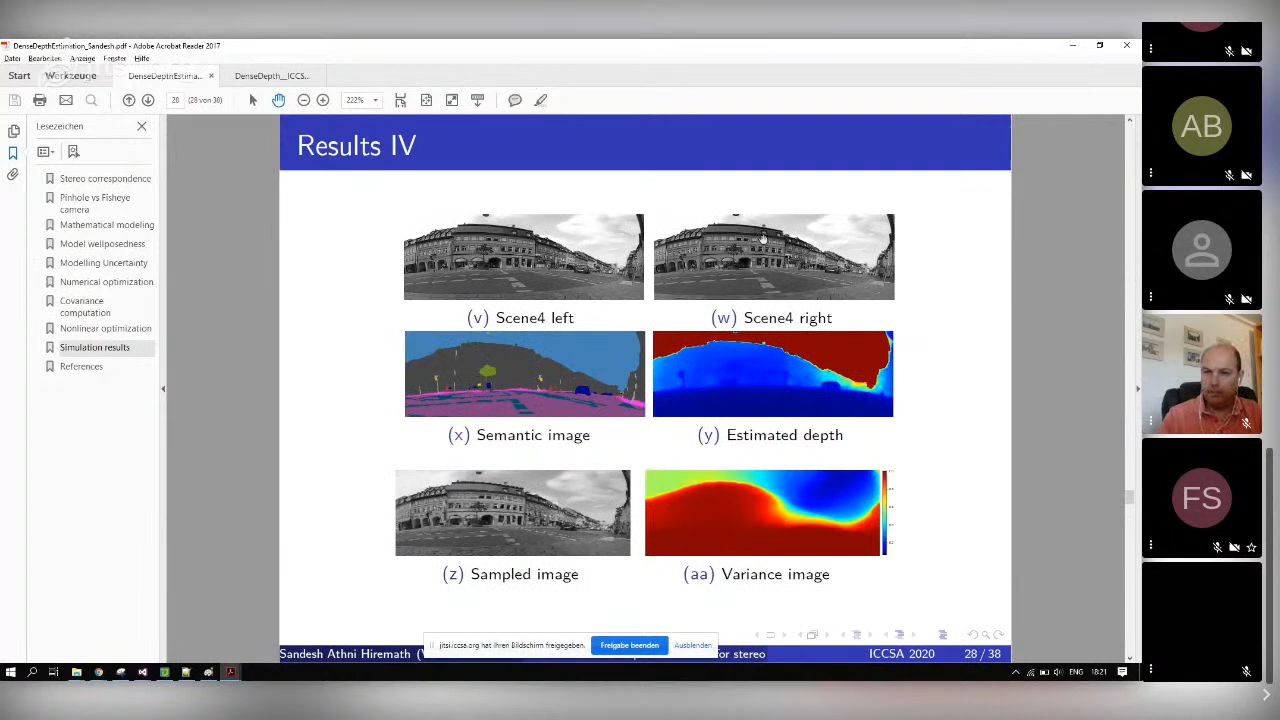 DenseDepthEstimation_Sandesh.pdf - Adobe Acrobat Reader 2017
Datei Bearbeiten Anzeige Fenster Hilfe
Start Werkzeuge DenseDepthEstima... DenseDepth__ICCS...
28 (28 von 38) 222%
Lesezeichen
Stereo correspondence
Pinhole vs Fisheye
camera
Mathematical modeling
Model wellposedness
Modelling Uncertainty
Numerical optimization
Covariance
computation
Nonlinear optimization
Simulation results
References
Results IV
(v) Scene4 left
(w) Scene4 right
(x) Semantic image
(y) Estimated depth
(z) Sampled image
(aa) Variance image
jitsi.iccsa.org hat Ihren Bildschirm freigegeben. Freigabe beenden Ausblenden
Sandesh Athni Hiremath for stereo ICCSA 2020 28 / 38
ENG 18:21
AB
FS